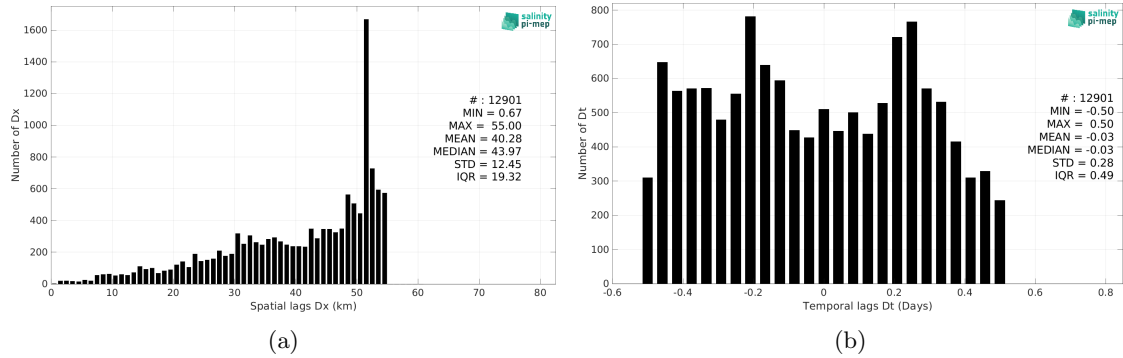 1600
1400
1200
1000
800
600
400
200
0
Number of Dx
0 10 20 30 40 50 60 70 80
Spatial lags Dx (km)
salinity
pi-mep
# : 12901
MIN = 0.67
MAX = 55.00
MEAN = 40.28
MEDIAN = 43.97
STD = 12.45
IQR = 19.32
(a)
800
700
600
500
400
300
200
100
0
Number of Dt
-0.6 -0.4 -0.2 0 0.2 0.4 0.6 0.8
Temporal lags Dt (Days)
salinity
pi-mep
# : 12901
MIN = -0.50
MAX = 0.50
MEAN = -0.03
MEDIAN = -0.03
STD = 0.28
IQR = 0.49
(b)